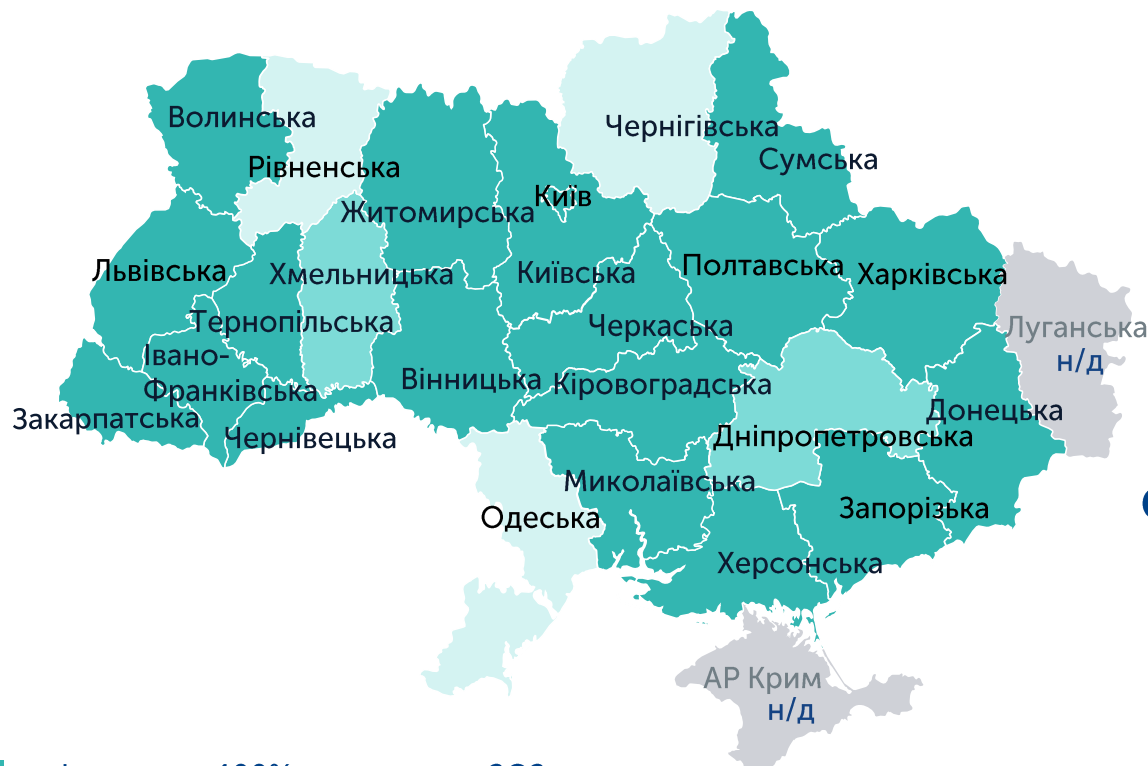 Волинська
Чернігівська
Сумська
Рівненська
Київ
Житомирська
Львівська
Хмельницька
Київська
Полтавська
Харківська
Тернопільська
Черкаська
Луганська
н/д
Івано-
Франківська
Вінницька
Кіровоградська
Закарпатська
Чернівецька
Донецька
Дніпропетровська
Миколаївська
Одеська
Запорізька
Херсонська
АР Крим
н/д